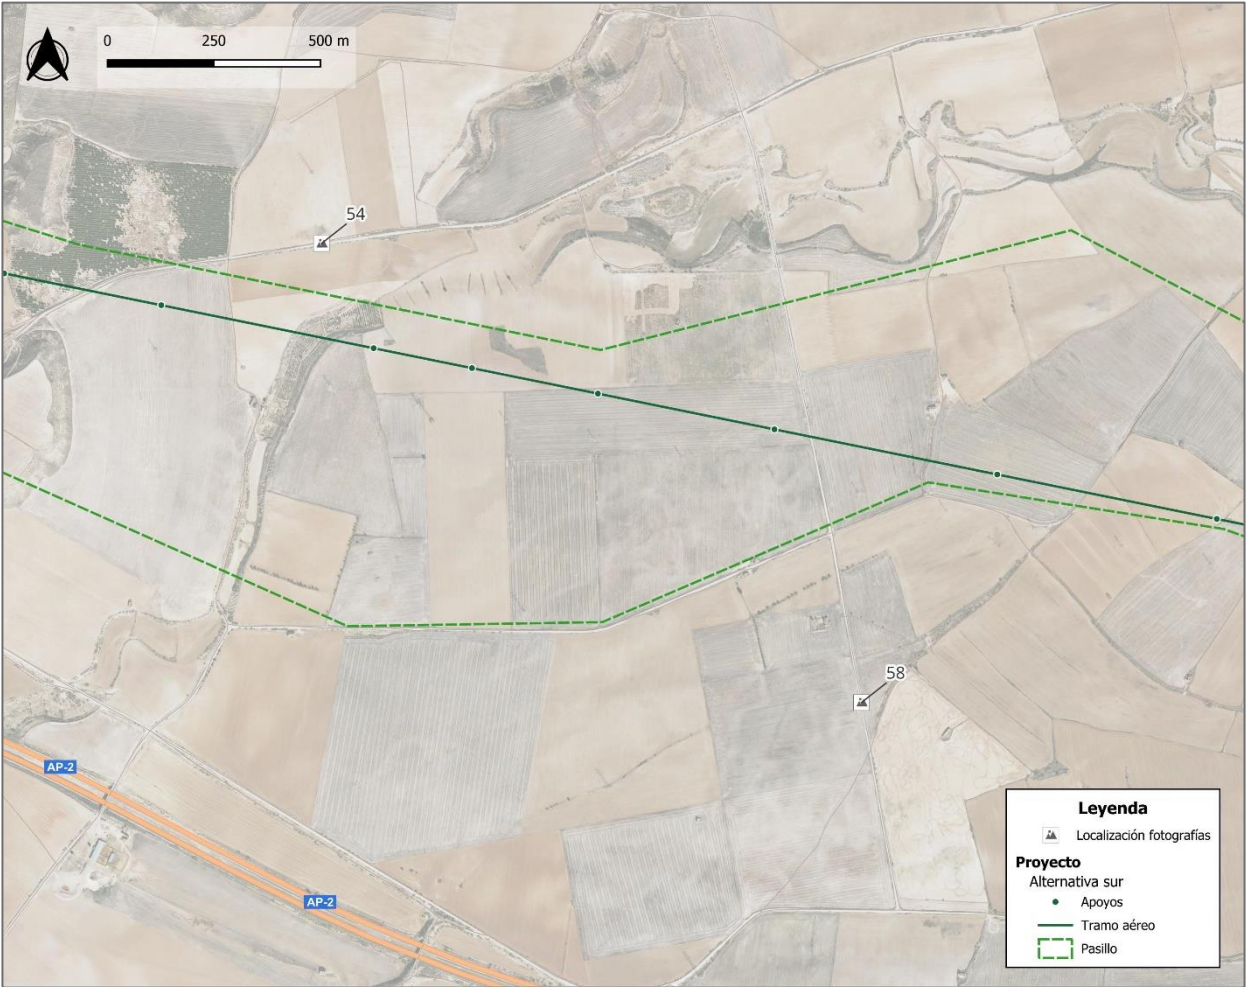 0 250 500 m
54
58
AP-2
AP-2
Leyenda
Localización fotografías
Proyecto
Alternativa sur
Apoyos
Tramo aéreo
Pasillo